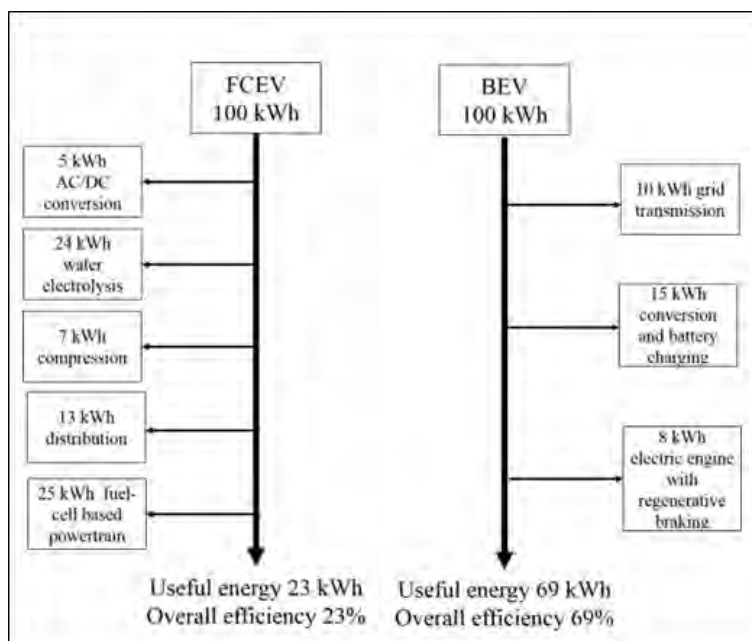 FCEV
100 kWh
5 kWh
AC/DC
conversion
24 kWh
water
electrolysis
7 kWh
compression
13 kWh
distribution
25 kWh fuel-
cell based
powertrain
Useful energy 23 kWh
Overall efficiency 23%
BEV
100 kWh
10 kWh grid
transmission
15 kWh
conversion
and battery
charging
8 kWh
electric engine
with
regenerative
braking
Useful energy 69 kWh
Overall efficiency 69%